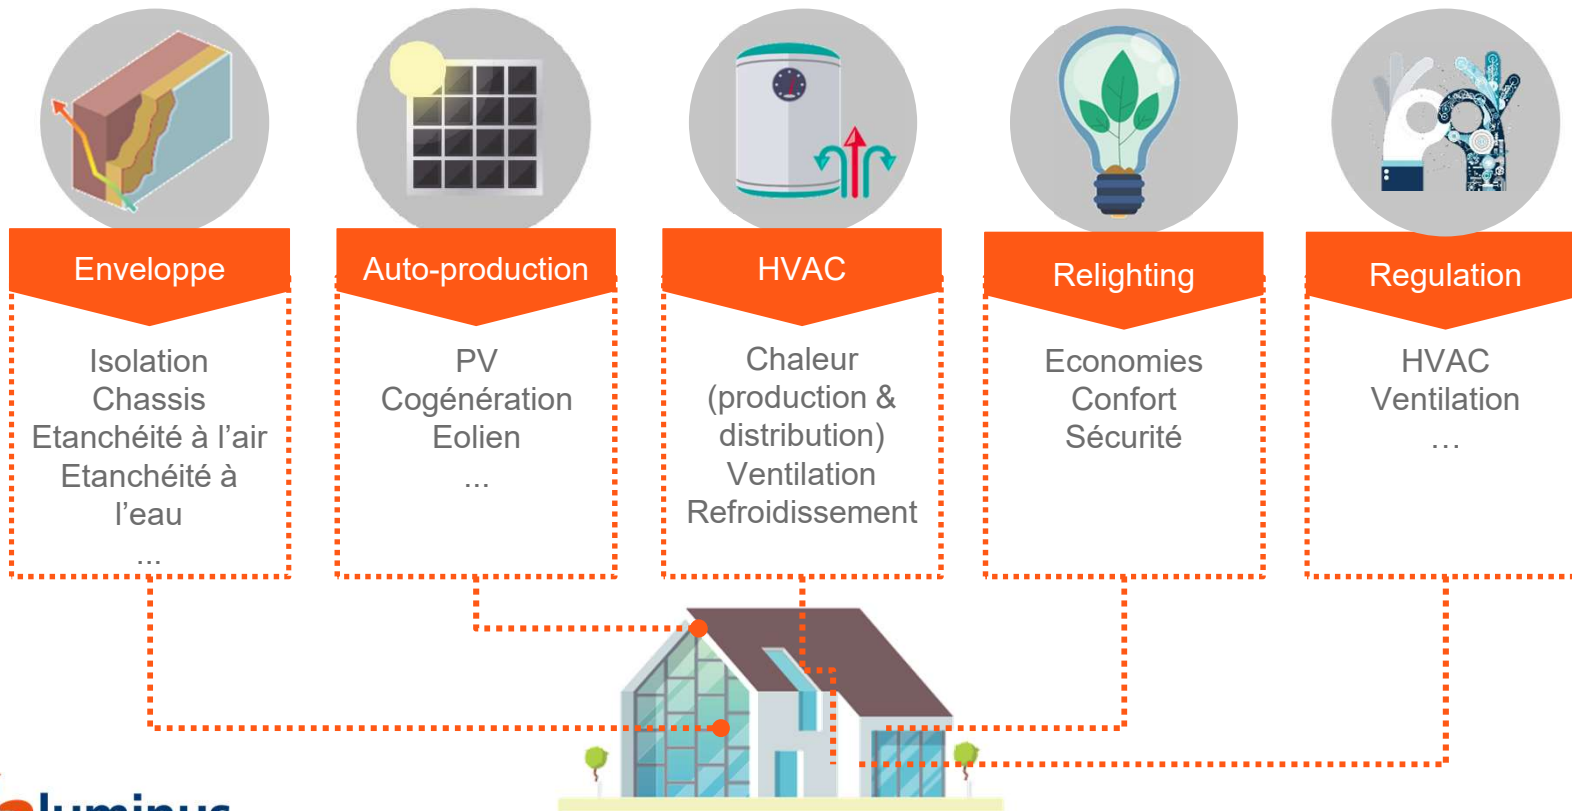 Enveloppe
Isolation
Chassis
Etanchéité à l'air
Etanchéité à
l'eau
...
Auto-production
PV
Cogénération
Eolien
...
HVAC
Chaleur
(production &
distribution)
Ventilation
Refroidissement
Relighting
Economies
Confort
Sécurité
Regulation
HVAC
Ventilation
…
luminus